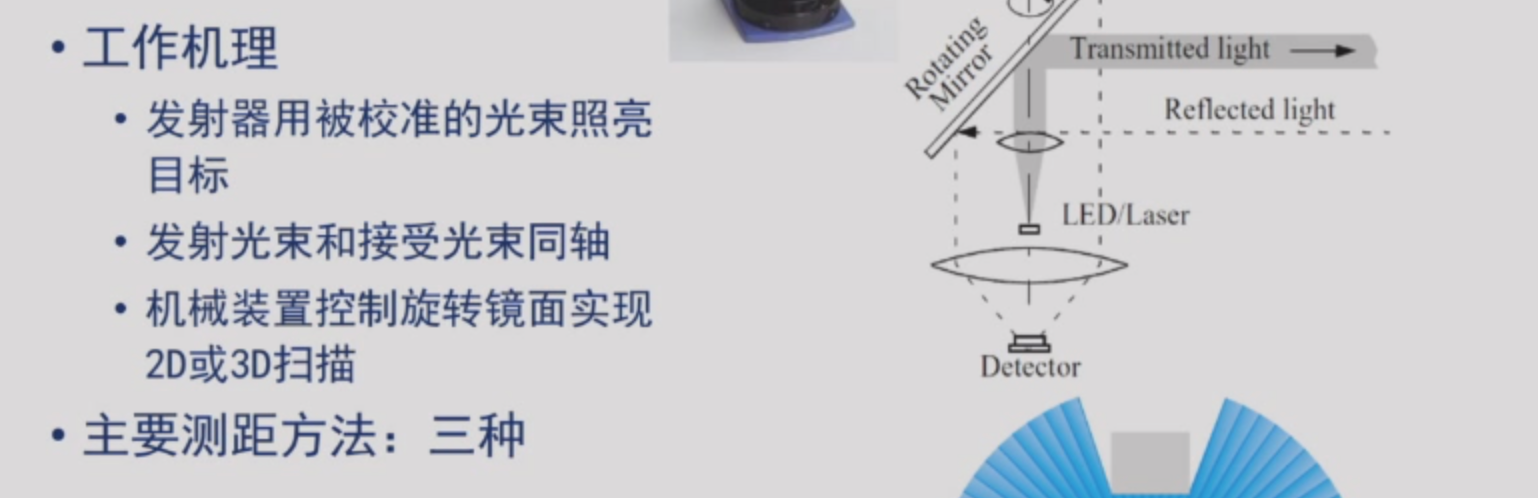 • 工作机理
• 发射器用被校准的光束照亮
目标
• 发射光束和接受光束同轴
• 机械装置控制旋转镜面实现
2D或3D扫描
• 主要测距方法：三种
Rotating
Mirror
Transmitted light
Reflected light
LED/Laser
Detector